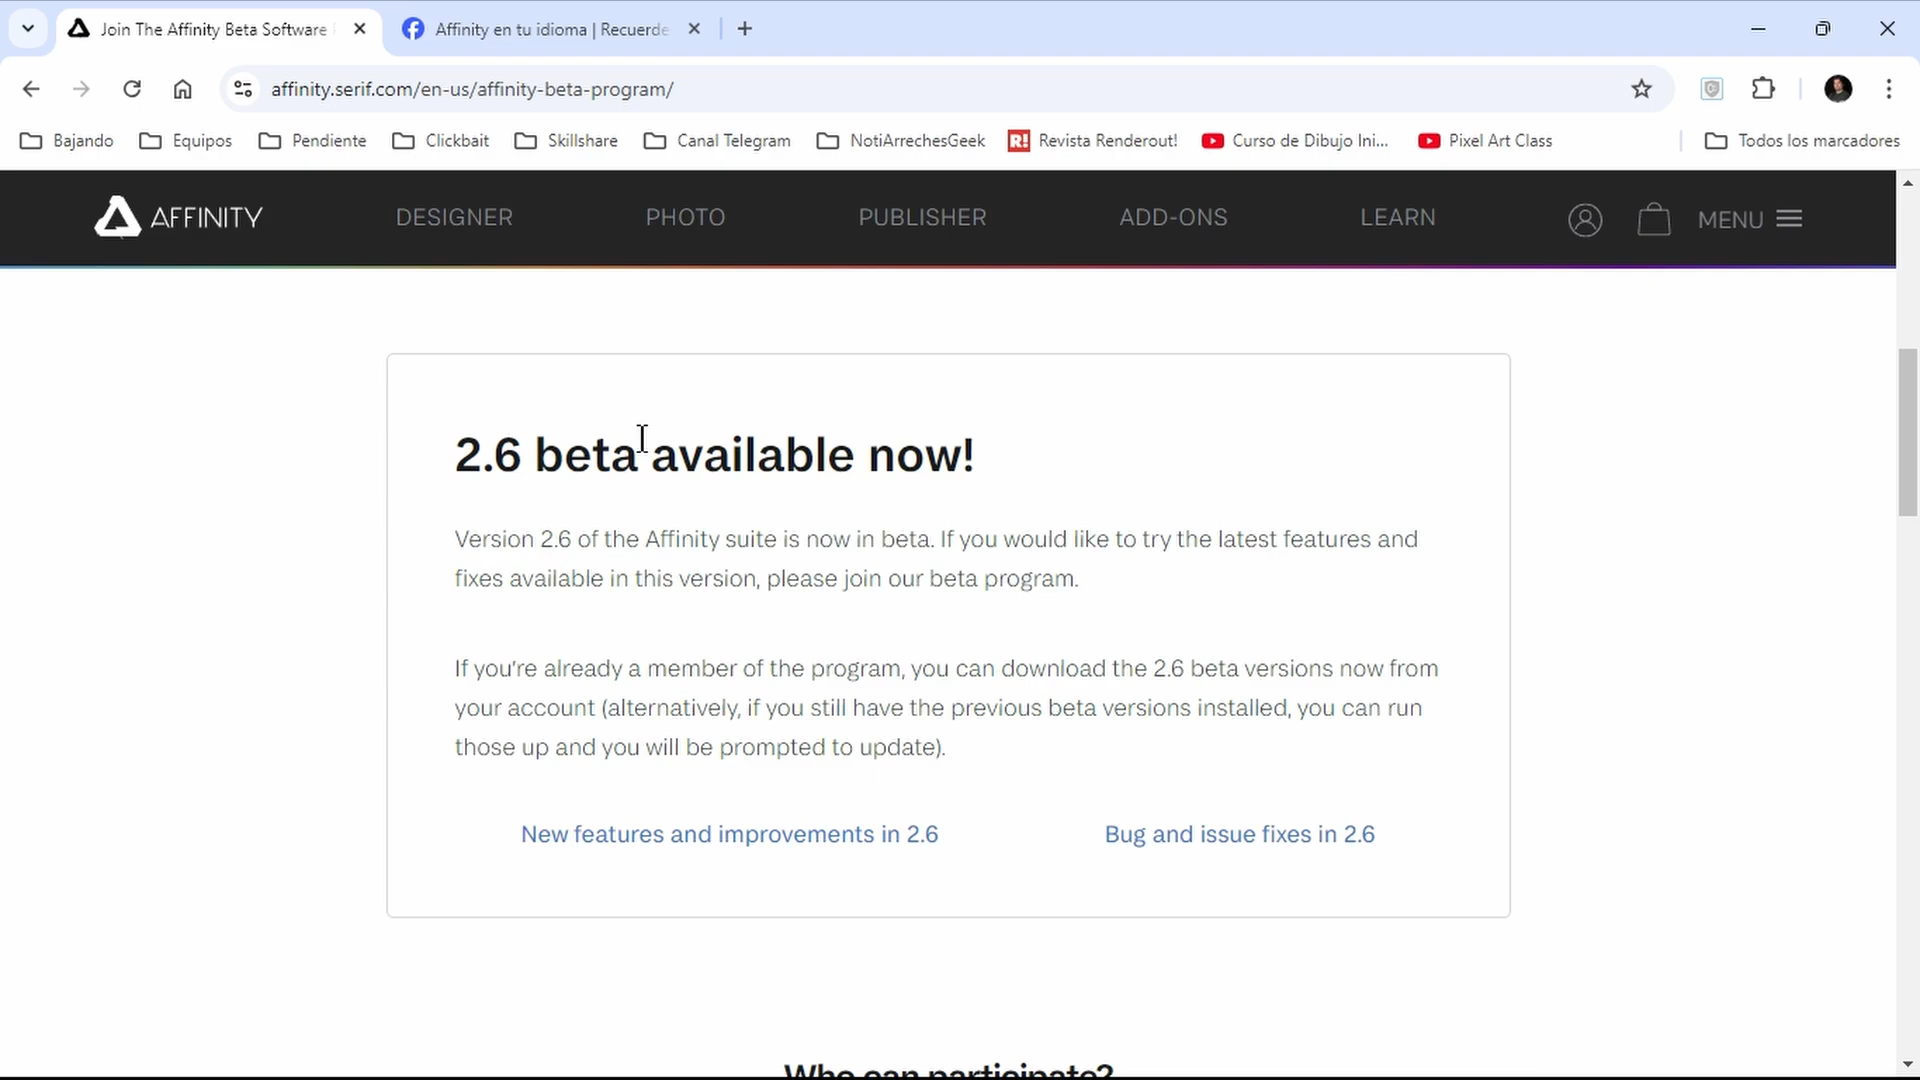 Join The Affinity Beta Software
Affinity en tu idioma | Recuerde
affinity.serif.com/en-us/affinity-beta-program/
Bajando
Equipos
Pendiente
Clickbait
Skillshare
Canal Telegram
NotiArrechesGeek
R!
Revista Renderout!
Curso de Dibujo Ini...
Pixel Art Class
Todos los marcadores
AFFINITY
DESIGNER
PHOTO
PUBLISHER
ADD-ONS
LEARN
MENU
2.6 beta available now!
Version 2.6 of the Affinity suite is now in beta. If you would like to try the latest features and
fixes available in this version, please join our beta program.
If you're already a member of the program, you can download the 2.6 beta versions now from
your account (alternatively, if you still have the previous beta versions installed, you can run
those up and you will be prompted to update).
New features and improvements in 2.6
Bug and issue fixes in 2.6
Who can participate?